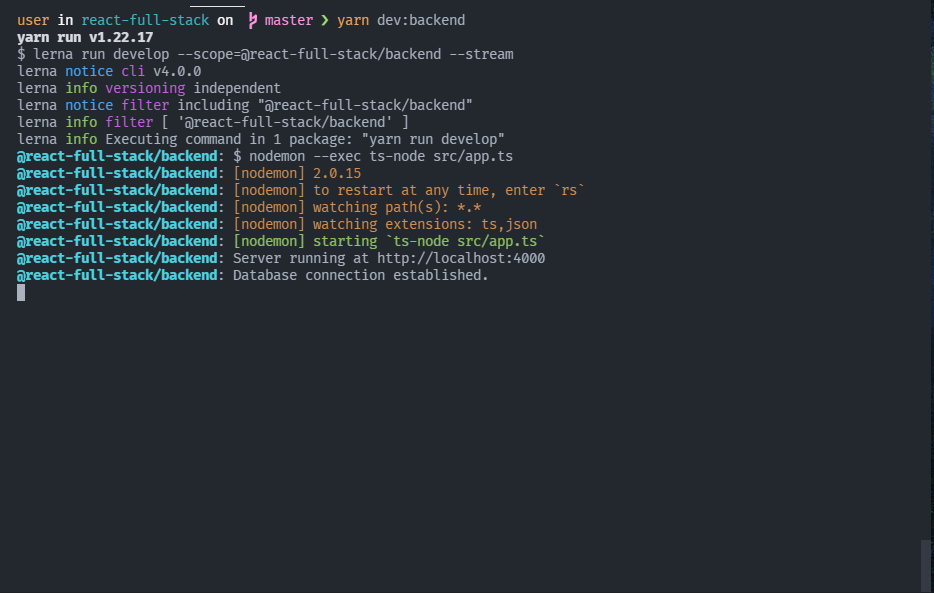 user in react-full-stack on master ❯ yarn dev:backend
yarn run v1.22.17
$ lerna run develop --scope=@react-full-stack/backend --stream
lerna notice cli v4.0.0
lerna info versioning independent
lerna notice filter including "@react-full-stack/backend"
lerna info filter [ '@react-full-stack/backend' ]
lerna info Executing command in 1 package: "yarn run develop"
@react-full-stack/backend: $ nodemon --exec ts-node src/app.ts
@react-full-stack/backend: [nodemon] 2.0.15
@react-full-stack/backend: [nodemon] to restart at any time, enter `rs`
@react-full-stack/backend: [nodemon] watching path(s): *.*
@react-full-stack/backend: [nodemon] watching extensions: ts,json
@react-full-stack/backend: [nodemon] starting `ts-node src/app.ts`
@react-full-stack/backend: Server running at http://localhost:4000
@react-full-stack/backend: Database connection established.